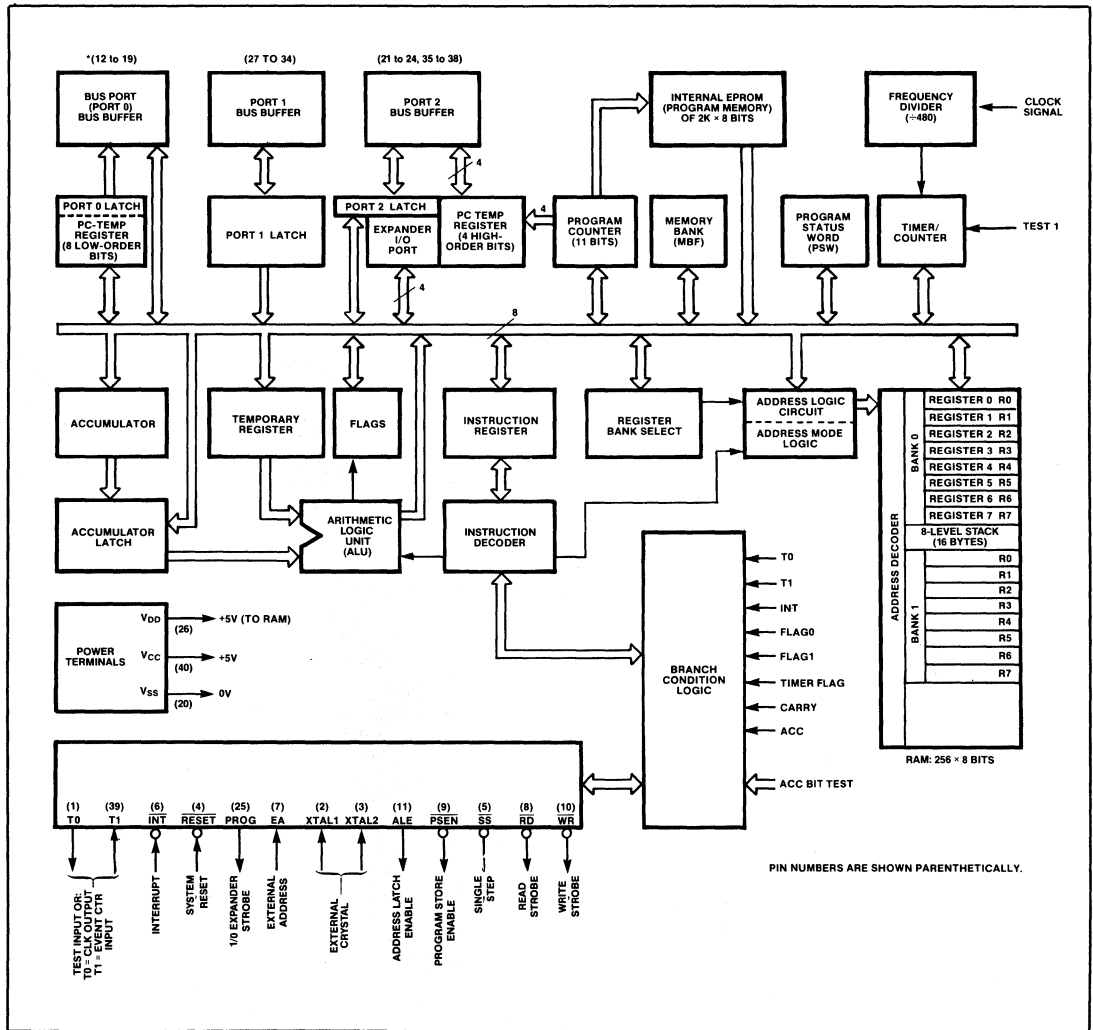 *(12 to 19)
(27 TO 34)
(21 to 24, 35 to 38)
BUS PORT
(PORT 0)
BUS BUFFER
PORT 1
BUS BUFFER
PORT 2
BUS BUFFER
INTERNAL EPROM
(PROGRAM MEMORY)
OF 2K × 8 BITS
FREQUENCY
DIVIDER
(÷480)
CLOCK
SIGNAL
4
PORT 0 LATCH
PC-TEMP
REGISTER
(8 LOW-ORDER
BITS)
PORT 1 LATCH
PORT 2 LATCH
EXPANDER
I/O
PORT
PC TEMP
REGISTER
(4 HIGH-
ORDER BITS)
4
PROGRAM
COUNTER
(11 BITS)
MEMORY
BANK
(MBF)
PROGRAM
STATUS
WORD
(PSW)
TIMER/
COUNTER
TEST 1
4
8
ACCUMULATOR
TEMPORARY
REGISTER
FLAGS
INSTRUCTION
REGISTER
REGISTER
BANK SELECT
ADDRESS LOGIC
CIRCUIT
ADDRESS MODE
LOGIC
ADDRESS DECODER
BANK 0
REGISTER 0 R0
REGISTER 1 R1
REGISTER 2 R2
REGISTER 3 R3
REGISTER 4 R4
REGISTER 5 R5
REGISTER 6 R6
REGISTER 7 R7
8-LEVEL STACK
(16 BYTES)
BANK 1
R0
R1
R2
R3
R4
R5
R6
R7
RAM: 256 × 8 BITS
ACCUMULATOR
LATCH
ARITHMETIC
LOGIC
UNIT
(ALU)
INSTRUCTION
DECODER
BRANCH
CONDITION
LOGIC
T0
T1
INT
FLAG0
FLAG1
TIMER FLAG
CARRY
ACC
ACC BIT TEST
POWER
TERMINALS
VDD (26) +5V (TO RAM)
VCC (40) +5V
VSS (20) 0V
(1) (39) (6) (4) (25) (7) (2) (3) (11) (9) (5) (8) (10)
T0 T1 INT RESET PROG EA XTAL1 XTAL2 ALE PSEN SS RD WR
TEST INPUT OR:
T0 = CLK OUTPUT
T1 = EVENT CTR
INPUT
INTERRUPT
SYSTEM
RESET
1/0 EXPANDER
STROBE
EXTERNAL
ADDRESS
EXTERNAL
CRYSTAL
ADDRESS LATCH
ENABLE
PROGRAM STORE
ENABLE
SINGLE
STEP
READ
STROBE
WRITE
STROBE
PIN NUMBERS ARE SHOWN PARENTHETICALLY.